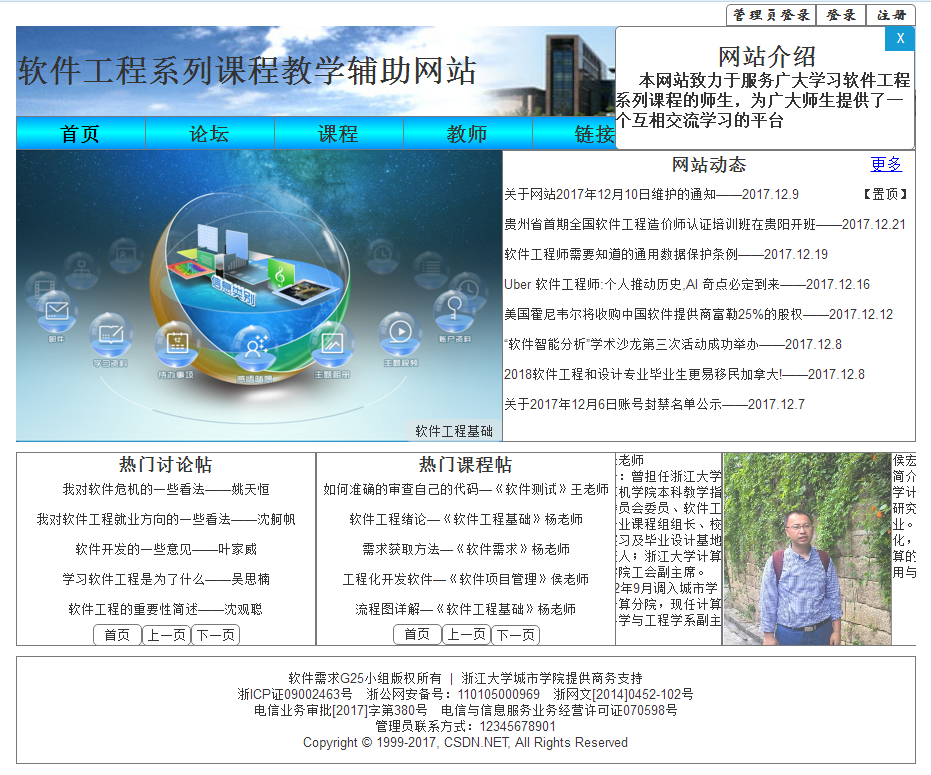 管理员登录 登录 注册
X
软件工程系列课程教学辅助网站
网站介绍
本网站致力于服务广大学习软件工程
系列课程的师生，为广大师生提供了一
个互相交流学习的平台
首页 论坛 课程 教师 链接
网站动态 更多
关于网站2017年12月10日维护的通知——2017.12.9 【置顶】
贵州省首期全国软件工程造价师认证培训班在贵阳开班——2017.12.21
软件工程师需要知道的通用数据保护条例——2017.12.19
Uber 软件工程师:个人推动历史,AI 奇点必定到来——2017.12.16
美国霍尼韦尔将收购中国软件提供商富勒25%的股权——2017.12.12
“软件智能分析”学术沙龙第三次活动成功举办——2017.12.8
2018软件工程和设计专业毕业生更易移民加拿大!——2017.12.8
关于2017年12月6日账号封禁名单公示——2017.12.7
信息类别
邮件
学习资料
12
待办事项
主题相册
主题视频
账户资料
软件工程基础
热门讨论帖
我对软件危机的一些看法——姚天恒
我对软件工程就业方向的一些看法——沈舸帆
软件开发的一些意见——叶家威
学习软件工程是为了什么——吴思楠
软件工程的重要性简述——沈观聪
首页 上一页 下一页
热门课程帖
如何准确的审查自己的代码—《软件测试》王老师
软件工程绪论—《软件工程基础》杨老师
需求获取方法—《软件需求》杨老师
工程化开发软件—《软件项目管理》侯老师
流程图详解—《软件工程基础》杨老师
首页 上一页 下一页
老师
：曾担任浙江大学
机学院本科教学指
员会委员、软件工
业课程组组长、校
习及毕业设计基地
人；浙江大学计算
院工会副主席。
2年9月调入城市学
算分院，现任计算
学与工程学系副主
侯宏
简介
学计
研究
业。
化，
算的
用与
软件需求G25小组版权所有 | 浙江大学城市学院提供商务支持
浙ICP证09002463号 浙公网安备号：110105000969 浙网文[2014]0452-102号
电信业务审批[2017]字第380号 电信与信息服务业务经营许可证070598号
管理员联系方式：12345678901
Copyright © 1999-2017, CSDN.NET, All Rights Reserved